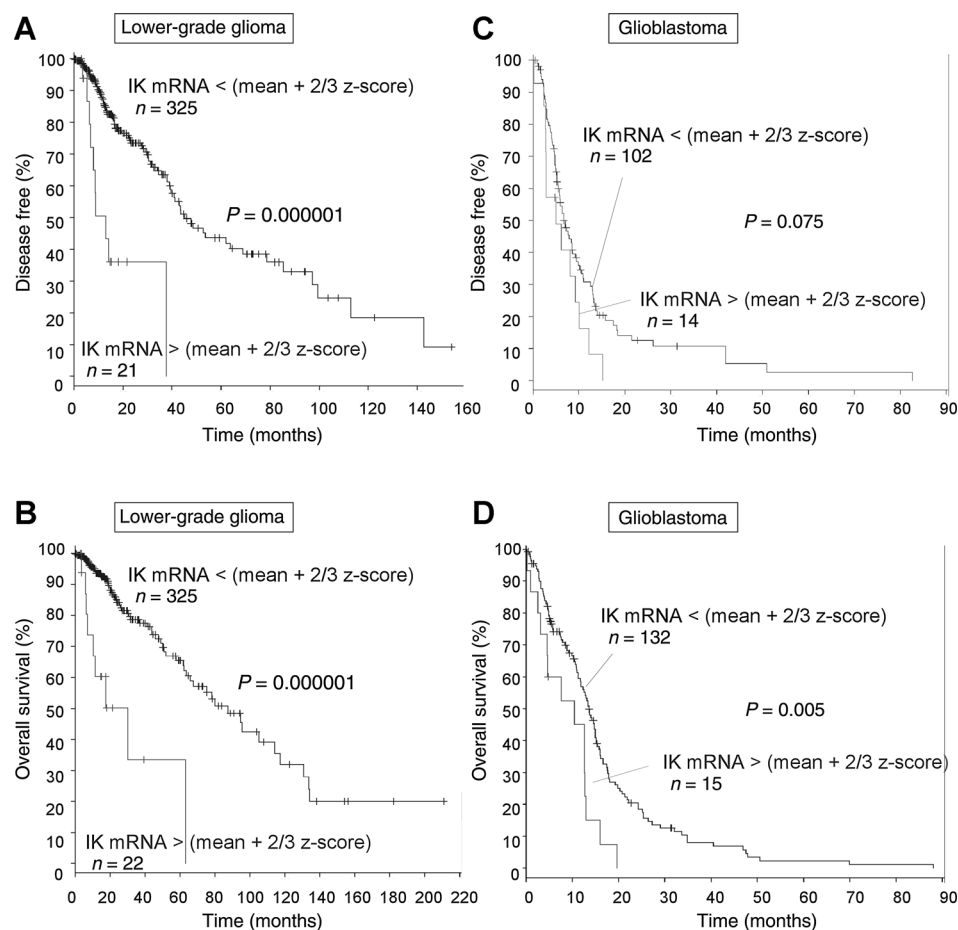 A
Lower-grade glioma
100
90
80
70
60
50
40
30
20
10
0
Disease free (%)
IK mRNA < (mean + 2/3 z-score)
n = 325
P = 0.000001
IK mRNA > (mean + 2/3 z-score)
n = 21
0 20 40 60 80 100 120 140 160
Time (months)
C
Glioblastoma
100
90
80
70
60
50
40
30
20
10
0
Disease free (%)
IK mRNA < (mean + 2/3 z-score)
n = 102
P = 0.075
IK mRNA > (mean + 2/3 z-score)
n = 14
0 10 20 30 40 50 60 70 80 90
Time (months)
B
Lower-grade glioma
100
90
80
70
60
50
40
30
20
10
0
Overall survival (%)
IK mRNA < (mean + 2/3 z-score)
n = 325
P = 0.000001
IK mRNA > (mean + 2/3 z-score)
n = 22
0 20 40 60 80 100 120 140 160 180 200 220
Time (months)
D
Glioblastoma
100
90
80
70
60
50
40
30
20
10
0
Overall survival (%)
IK mRNA < (mean + 2/3 z-score)
n = 132
P = 0.005
IK mRNA > (mean + 2/3 z-score)
n = 15
0 10 20 30 40 50 60 70 80 90
Time (months)